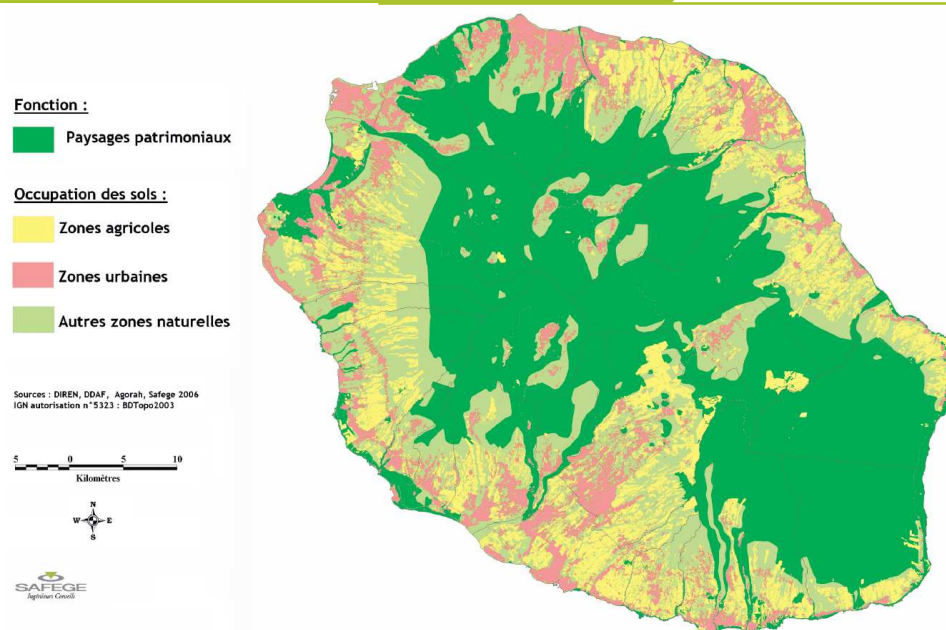 Fonction :
Paysages patrimoniaux
Occupation des sols :
Zones agricoles
Zones urbaines
Autres zones naturelles
Sources : DIREN, DDAF, Agorah, Safege 2006
IGN autorisation n°5323 : BDTopo2003
5 0 5 10
Kilomètres
N
W E
S
SAFEGE
Ingénieurs Conseils